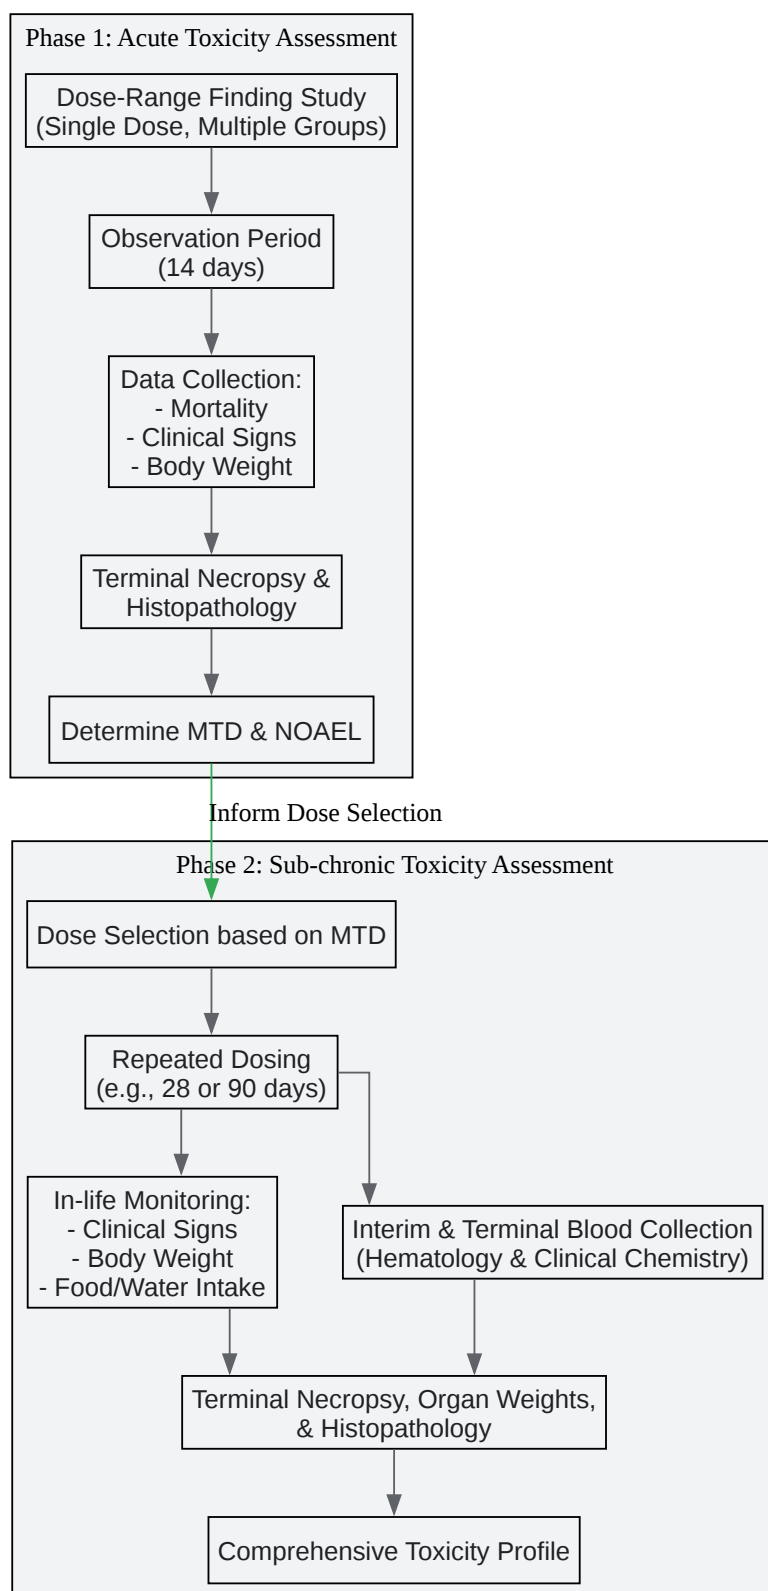 Phase 1: Acute Toxicity Assessment
Dose-Range Finding Study
(Single Dose, Multiple Groups)
Observation Period
(14 days)
Data Collection:
- Mortality
- Clinical Signs
- Body Weight
Terminal Necropsy &
Histopathology
Determine MTD & NOAEL
Inform Dose Selection
Phase 2: Sub-chronic Toxicity Assessment
Dose Selection based on MTD
Repeated Dosing
(e.g., 28 or 90 days)
In-life Monitoring:
- Clinical Signs
- Body Weight
- Food/Water Intake
Interim & Terminal Blood Collection
(Hematology & Clinical Chemistry)
Terminal Necropsy, Organ Weights,
& Histopathology
Comprehensive Toxicity Profile